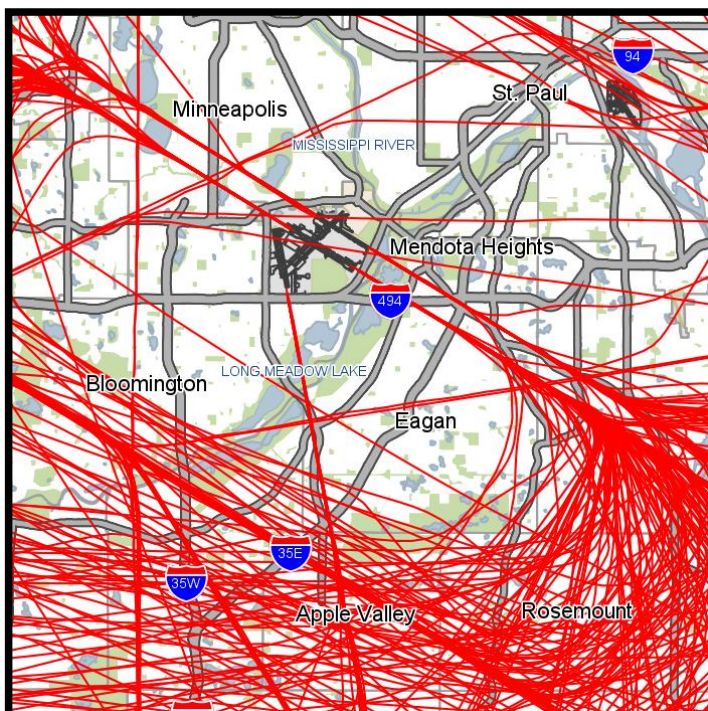 94
St. Paul
Minneapolis
MISSISSIPPI RIVER
Mendota Heights
494
LONG MEADOW LAKE
Bloomington
Eagan
35E
35W
Apple Valley
Rosemount